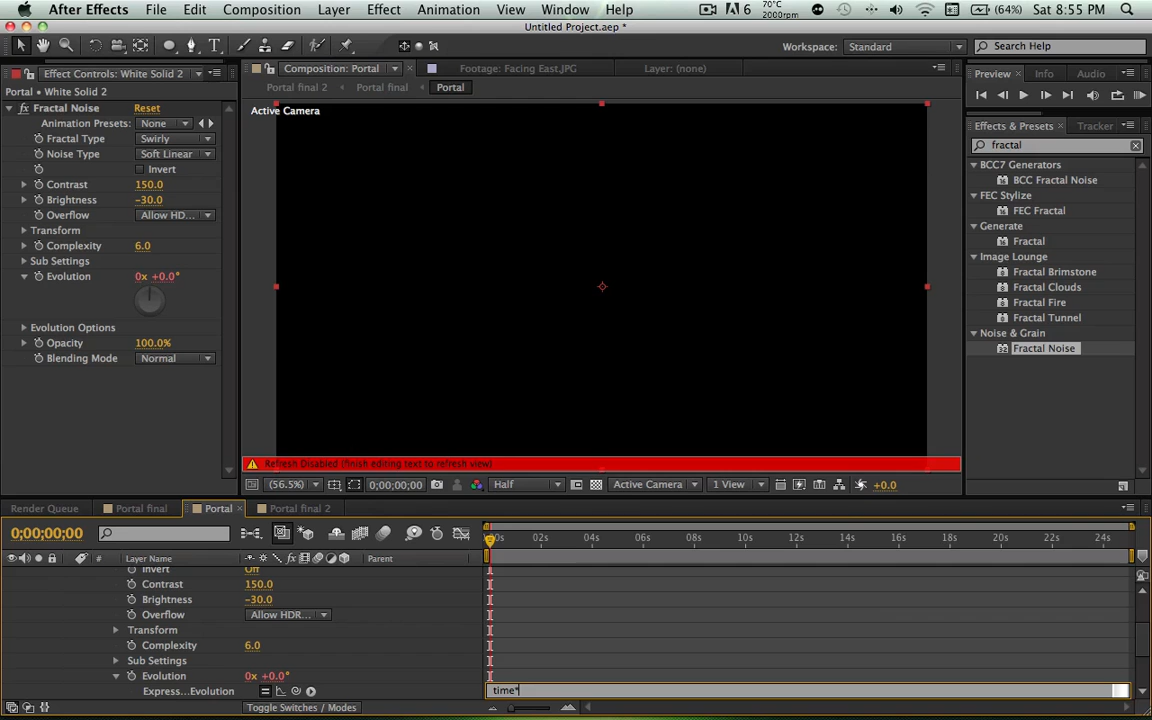 After Effects File Edit Composition Layer Effect Animation View Window Help 6 70°C 2000rpm (64%) Sat 8:55 PM
Untitled Project.aep *
Workspace: Standard Search Help
Effect Controls: White Solid 2 Composition: Portal Footage: Facing East.JPG Layer: (none) Preview Info Audio
Portal • White Solid 2 Portal final 2 Portal final Portal
fx Fractal Noise Reset Active Camera
Animation Presets: None
Fractal Type Swirly
Noise Type Soft Linear
Invert
Contrast 150.0
Brightness -30.0
Overflow Allow HD...
Transform
Complexity 6.0
Sub Settings
Evolution 0x +0.0°
Evolution Options
Opacity 100.0%
Blending Mode Normal
Effects & Presets Tracker
fractal
BCC7 Generators
BCC Fractal Noise
FEC Stylize
FEC Fractal
Generate
Fractal
Image Lounge
Fractal Brimstone
Fractal Clouds
Fractal Fire
Fractal Tunnel
Noise & Grain
Fractal Noise
Refresh Disabled (finish editing text to refresh view)
(56.5%) 0;00;00;00 Half Active Camera 1 View +0.0
Render Queue Portal final Portal Portal final 2
0;00;00;00 00s 02s 04s 06s 08s 10s 12s 14s 16s 18s 20s 22s 24s
# Layer Name fx Parent
Invert Off
Contrast 150.0
Brightness -30.0
Overflow Allow HDR...
Transform
Complexity 6.0
Sub Settings
Evolution 0x +0.0°
Express...Evolution = time*
Toggle Switches / Modes